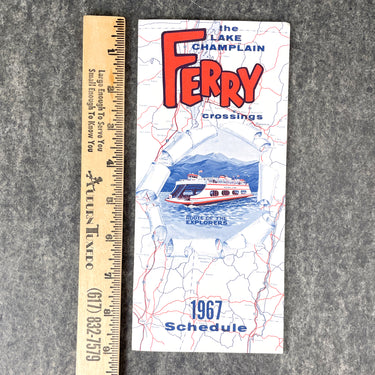 the
LAKE
CHAMPLAIN
FERRY
crossings
ROUTE OF THE
EXPLORERS
1967
Schedule
Large Enough To Serve You
Small Enough To Know You
(617) 832-7579